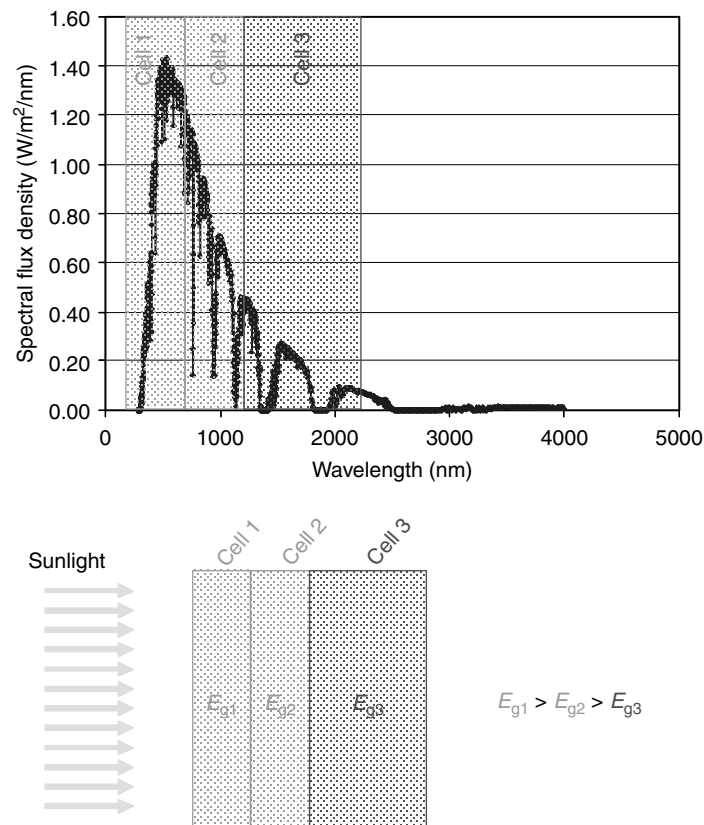 1.60
1.40
1.20
1.00
0.80
0.60
0.40
0.20
0.00
Spectral flux density (W/m²/nm)
Cell 1
Cell 2
Cell 3
0 1000 2000 3000 4000 5000
Wavelength (nm)
Cell 1
Cell 2
Cell 3
Sunlight
Eg1 Eg2 Eg3
Eg1 > Eg2 > Eg3